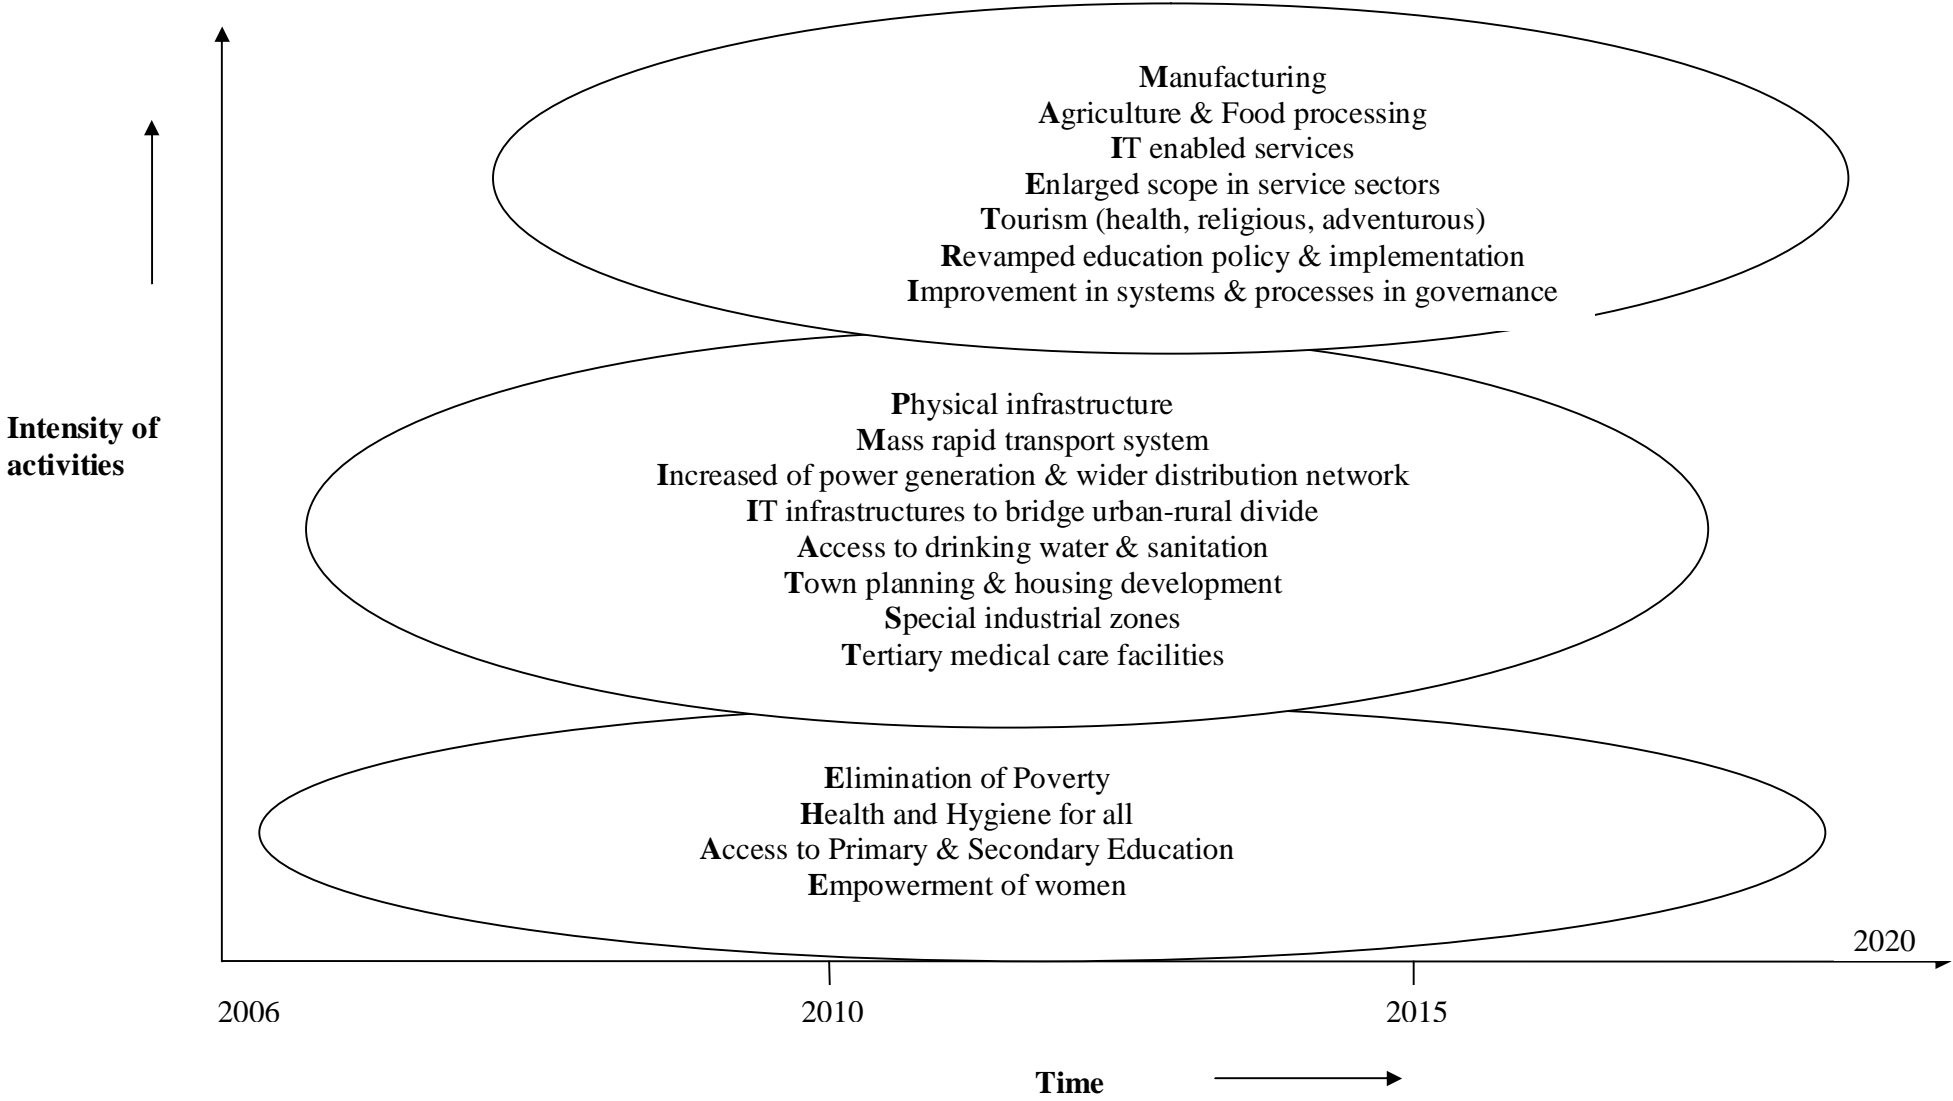 Manufacturing
Agriculture & Food processing
IT enabled services
Enlarged scope in service sectors
Tourism (health, religious, adventurous)
Revamped education policy & implementation
Improvement in systems & processes in governance
Physical infrastructure
Mass rapid transport system
Increased of power generation & wider distribution network
IT infrastructures to bridge urban-rural divide
Access to drinking water & sanitation
Town planning & housing development
Special industrial zones
Tertiary medical care facilities
Intensity of
activities
Elimination of Poverty
Health and Hygiene for all
Access to Primary & Secondary Education
Empowerment of women
2020
2006
2010
2015
Time